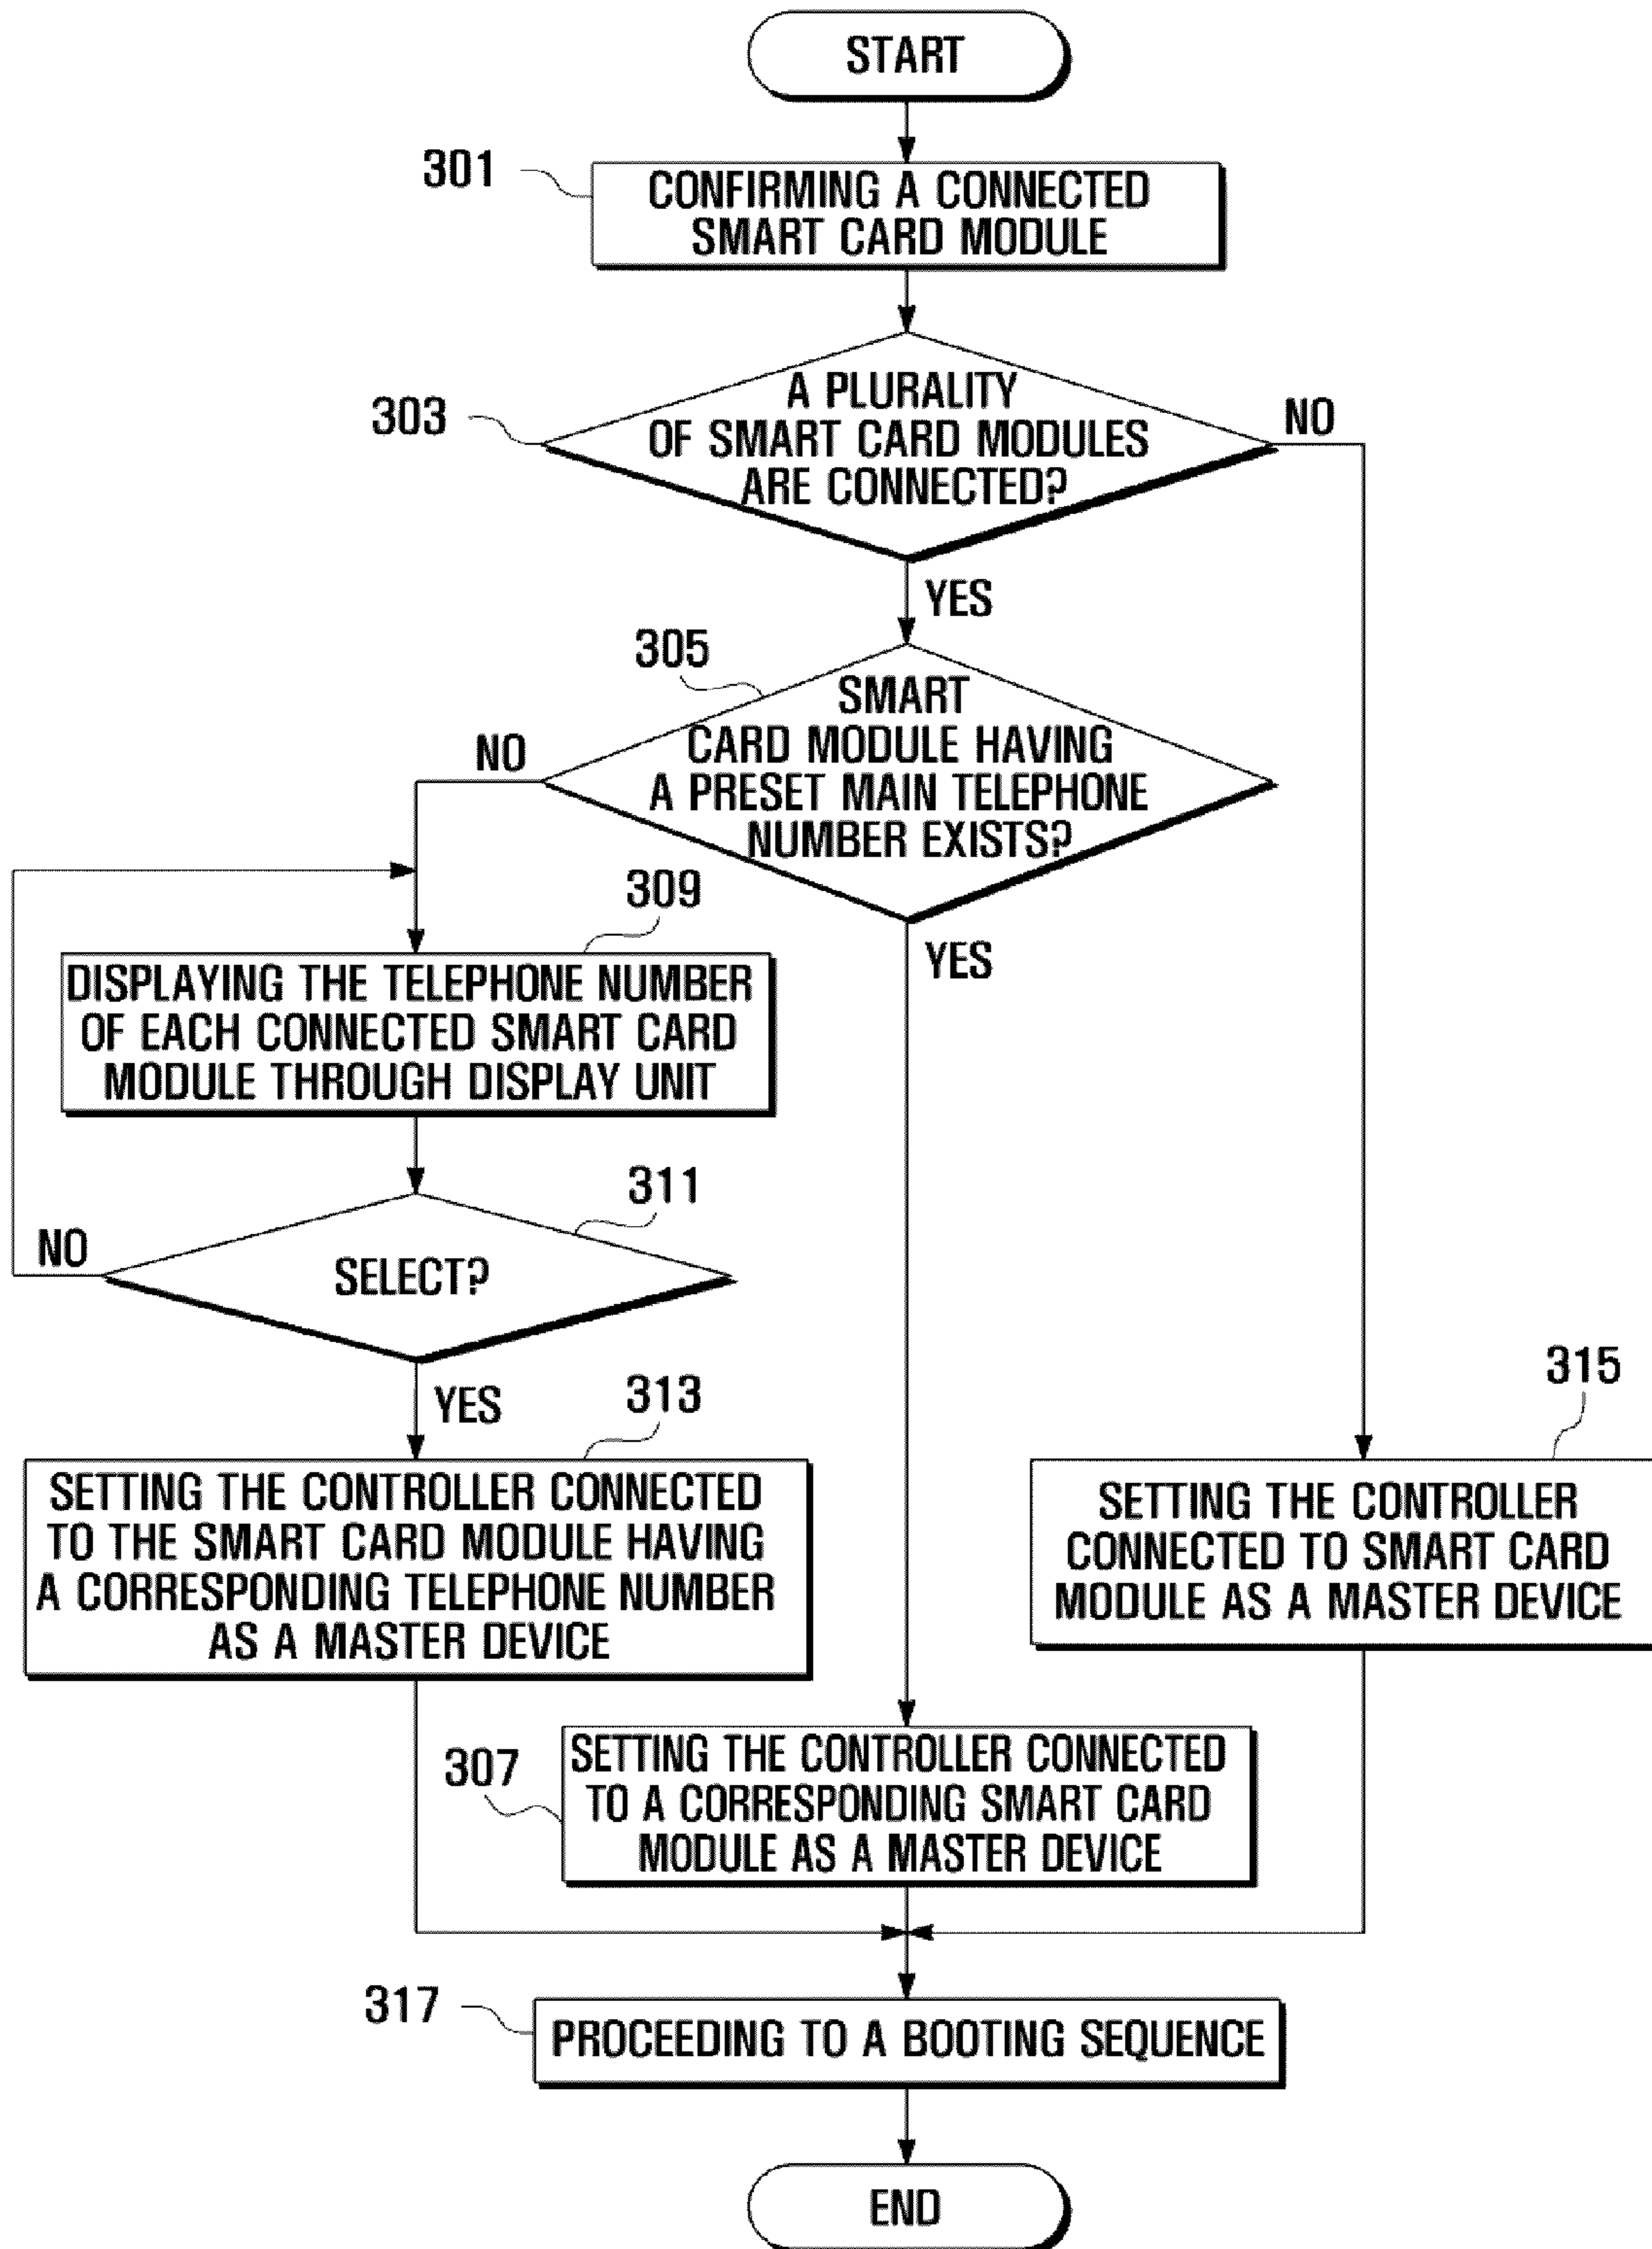 START
301
CONFIRMING A CONNECTED
SMART CARD MODULE
303
A PLURALITY
OF SMART CARD MODULES
ARE CONNECTED?
NO
YES
305
SMART
CARD MODULE HAVING
A PRESET MAIN TELEPHONE
NUMBER EXISTS?
NO
YES
309
DISPLAYING THE TELEPHONE NUMBER
OF EACH CONNECTED SMART CARD
MODULE THROUGH DISPLAY UNIT
311
SELECT?
NO
YES
313
SETTING THE CONTROLLER CONNECTED
TO THE SMART CARD MODULE HAVING
A CORRESPONDING TELEPHONE NUMBER
AS A MASTER DEVICE
315
SETTING THE CONTROLLER
CONNECTED TO SMART CARD
MODULE AS A MASTER DEVICE
307
SETTING THE CONTROLLER CONNECTED
TO A CORRESPONDING SMART CARD
MODULE AS A MASTER DEVICE
317
PROCEEDING TO A BOOTING SEQUENCE
END